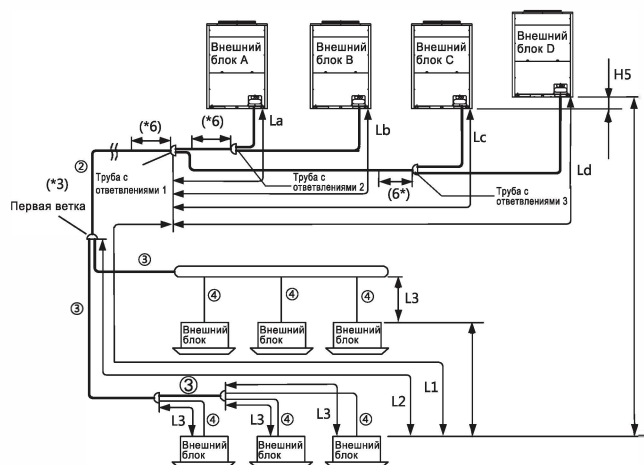 Внешний
блок A
Внешний
блок B
Внешний
блок C
Внешний
блок D
H5
La
Lb
Lc
Ld
(*6)
(*6)
②
Труба с
ответвлениями 1
Труба с
ответвлениями 2
(6*)
Труба с
ответвлениями 3
(*3)
Первая ветка
③
③
④
④
④
L3
Внешний
блок
Внешний
блок
Внешний
блок
③
L2
L1
L3
④
L3
④
L3
④
Внешний
блок
Внешний
блок
Внешний
блок